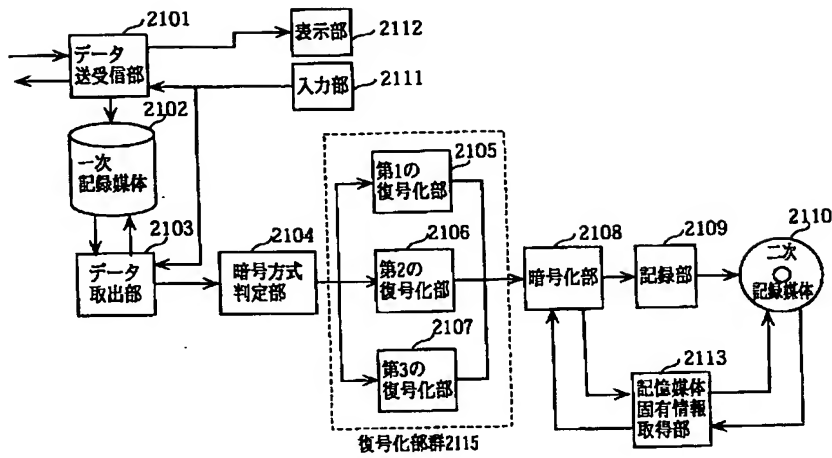 2101
データ
送受信部
表示部
2112
入力部
2111
2102
一次
記録媒体
2103
データ
取出部
2104
暗号方式
判定部
2105
第1の
復号化部
2106
第2の
復号化部
2107
第3の
復号化部
復号化部群2115
2108
暗号化部
2109
記録部
2110
二次
記録媒体
2113
記憶媒体
固有情報
取得部